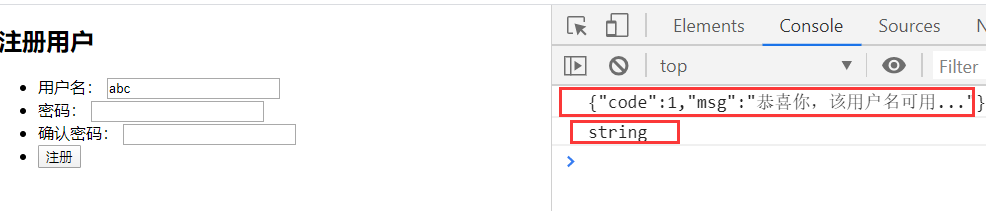 注册用户
用户名： abc
密码：
确认密码：
注册
Elements Console Sources
top Filter
{"code":1,"msg":"恭喜你，该用户名可用..."}
string